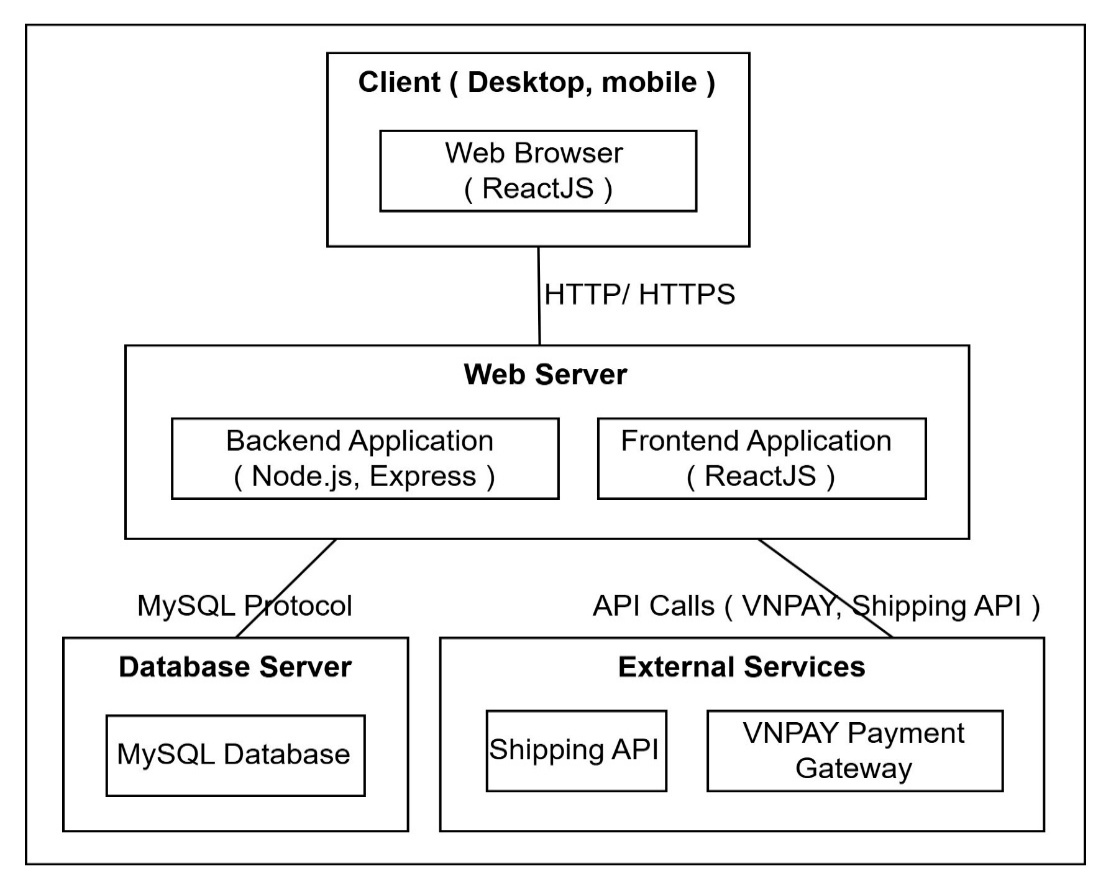 Client ( Desktop, mobile )
Web Browser
( ReactJS )
HTTP/ HTTPS
Web Server
Backend Application
( Node.js, Express )
Frontend Application
( ReactJS )
MySQL Protocol
API Calls ( VNPAY, Shipping API )
Database Server
MySQL Database
External Services
Shipping API
VNPAY Payment
Gateway